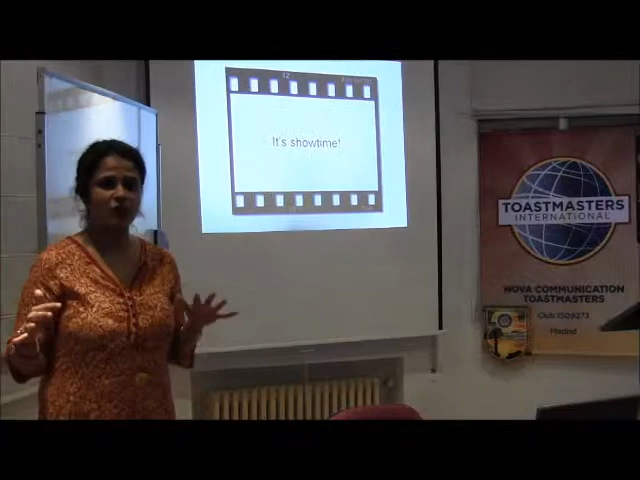 It's showtime!
TOASTMASTERS
INTERNATIONAL
NOVA COMMUNICATION
TOASTMASTERS
Madrid